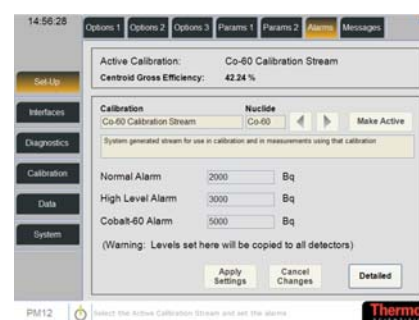 14:56:28
Options 1 Options 2 Options 3 Params 1 Params 2 Alarms Messages
Active Calibration: Co-60 Calibration Stream
Centroid Gross Efficiency: 42.24 %
Set-Up
Interfaces
Diagnostics
Calibration
Data
System
Calibration Nuclide
Co-60 Calibration Stream Co-60 Make Active
System generated stream for use in calibration and in measurements using that calibration
Normal Alarm 2000 Bq
High Level Alarm 3000 Bq
Cobalt-60 Alarm 5000 Bq
(Warning: Levels set here will be copied to all detectors)
Apply Settings Cancel Changes Detailed
PM12 Select the Active Calibration Stream and set the alarms
Thermo